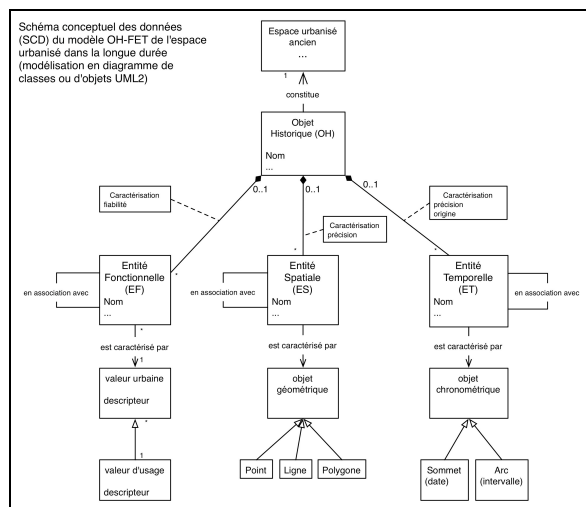 Schéma conceptuel des données
(SCD) du modèle OH-FET de l'espace
urbanisé dans la longue durée
(modélisation en diagramme de
classes ou d'objets UML2)
Espace urbanisé
ancien
...
1
constitue
Objet
Historique (OH)
Nom
...
0..1
0..1
0..1
Caractérisation
fiabilité
Caractérisation
précision
Caractérisation
précision
origine
*
*
*
Entité
Fonctionnelle
(EF)
Nom
...
en association avec
Entité
Spatiale
(ES)
Nom
...
en association avec
Entité
Temporelle
(ET)
Nom
...
en association avec
*
est caractérisé par
1
est caractérisé par
est caractérisé par
valeur urbaine
descripteur
objet
géométrique
objet
chronométrique
*
1
valeur d'usage
descripteur
Point
Ligne
Polygone
Sommet
(date)
Arc
(intervalle)